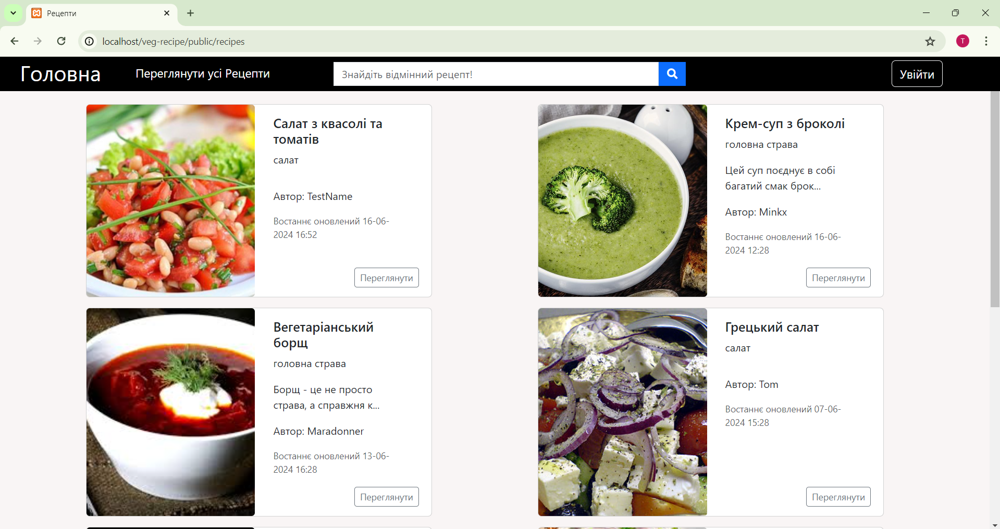 Рецепти
localhost/veg-recipe/public/recipes
T
Головна
Переглянути усі Рецепти
Знайдіть відмінний рецепт!
Увійти
Салат з квасолі та
томатів
салат
Автор: TestName
Востаннє оновлений 16-06-
2024 16:52
Переглянути
Крем-суп з броколі
головна страва
Цей суп поєднує в собі
багатий смак брок...
Автор: Minkx
Востаннє оновлений 16-06-
2024 12:28
Переглянути
Вегетаріанський
борщ
головна страва
Борщ - це не просто
страва, а справжня к...
Автор: Maradonner
Востаннє оновлений 13-06-
2024 16:28
Переглянути
Грецький салат
салат
Автор: Tom
Востаннє оновлений 07-06-
2024 15:28
Переглянути